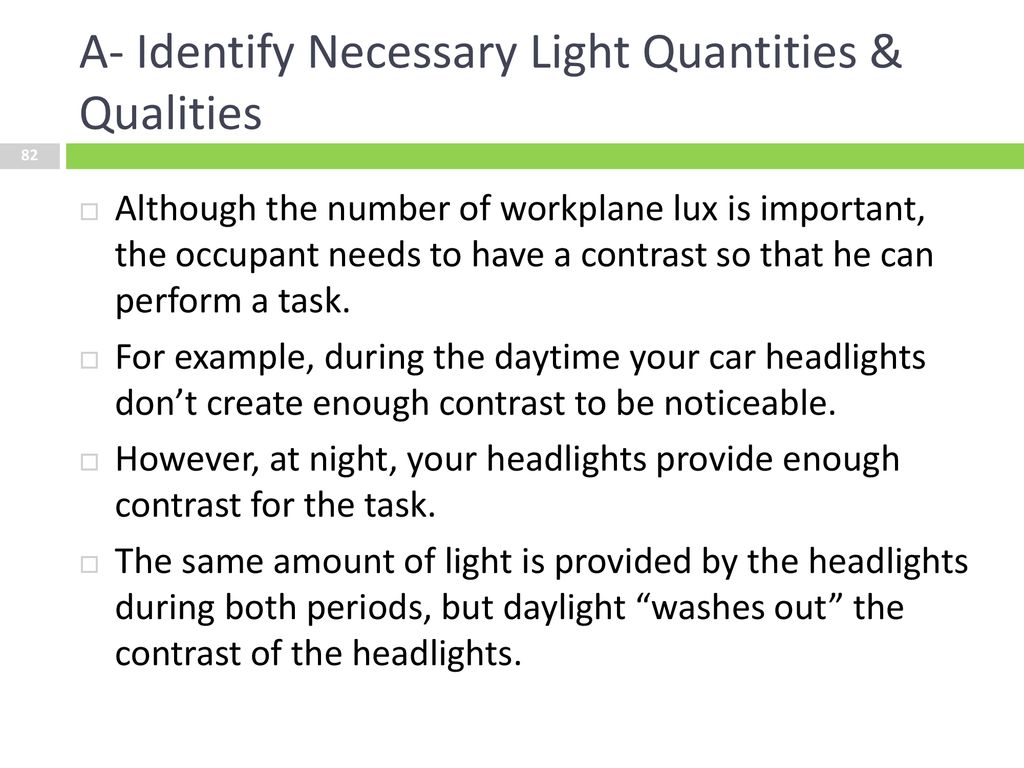 A- Identify Necessary Light Quantities &
Qualities
82
Although the number of workplane lux is important,
the occupant needs to have a contrast so that he can
perform a task.
For example, during the daytime your car headlights
don’t create enough contrast to be noticeable.
However, at night, your headlights provide enough
contrast for the task.
The same amount of light is provided by the headlights
during both periods, but daylight “washes out” the
contrast of the headlights.